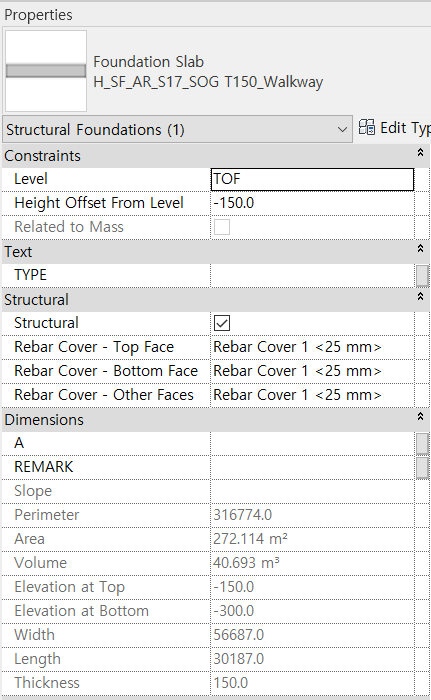 Properties
Foundation Slab
H_SF_AR_S17_SOG T150_Walkway
Structural Foundations (1) Edit Typ
Constraints
Level TOF
Height Offset From Level -150.0
Related to Mass
Text
TYPE
Structural
Structural
Rebar Cover - Top Face Rebar Cover 1 <25 mm>
Rebar Cover - Bottom Face Rebar Cover 1 <25 mm>
Rebar Cover - Other Faces Rebar Cover 1 <25 mm>
Dimensions
A
REMARK
Slope
Perimeter 316774.0
Area 272.114 m²
Volume 40.693 m³
Elevation at Top -150.0
Elevation at Bottom -300.0
Width 56687.0
Length 30187.0
Thickness 150.0